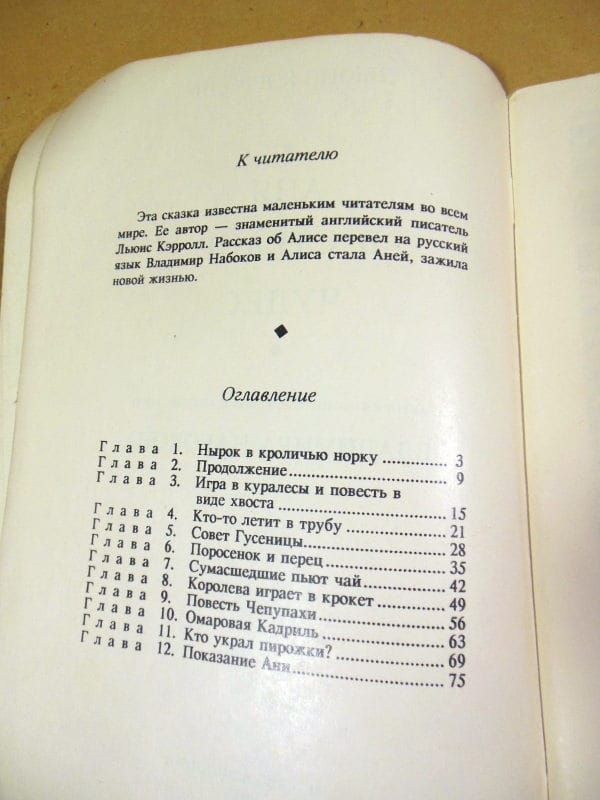 К читателю
Эта сказка известна маленьким читателям во всем
мире. Ее автор — знаменитый английский писатель
Льюис Кэрролл. Рассказ об Алисе перевел на русский
язык Владимир Набоков и Алиса стала Аней, зажила
новой жизнью.
Оглавление
Глава 1. Нырок в кроличью норку ............ 3
Глава 2. Продолжение ............ 9
Глава 3. Игра в куралесы и повесть в
виде хвоста ............ 15
Глава 4. Кто-то летит в трубу ............ 21
Глава 5. Совет Гусеницы ............ 28
Глава 6. Поросенок и перец ............ 35
Глава 7. Сумасшедшие пьют чай ............ 42
Глава 8. Королева играет в крокет ............ 49
Глава 9. Повесть Чепупахи ............ 56
Глава 10. Омаровая Кадриль ............ 63
Глава 11. Кто украл пирожки? ............ 69
Глава 12. Показание Ани ............ 75